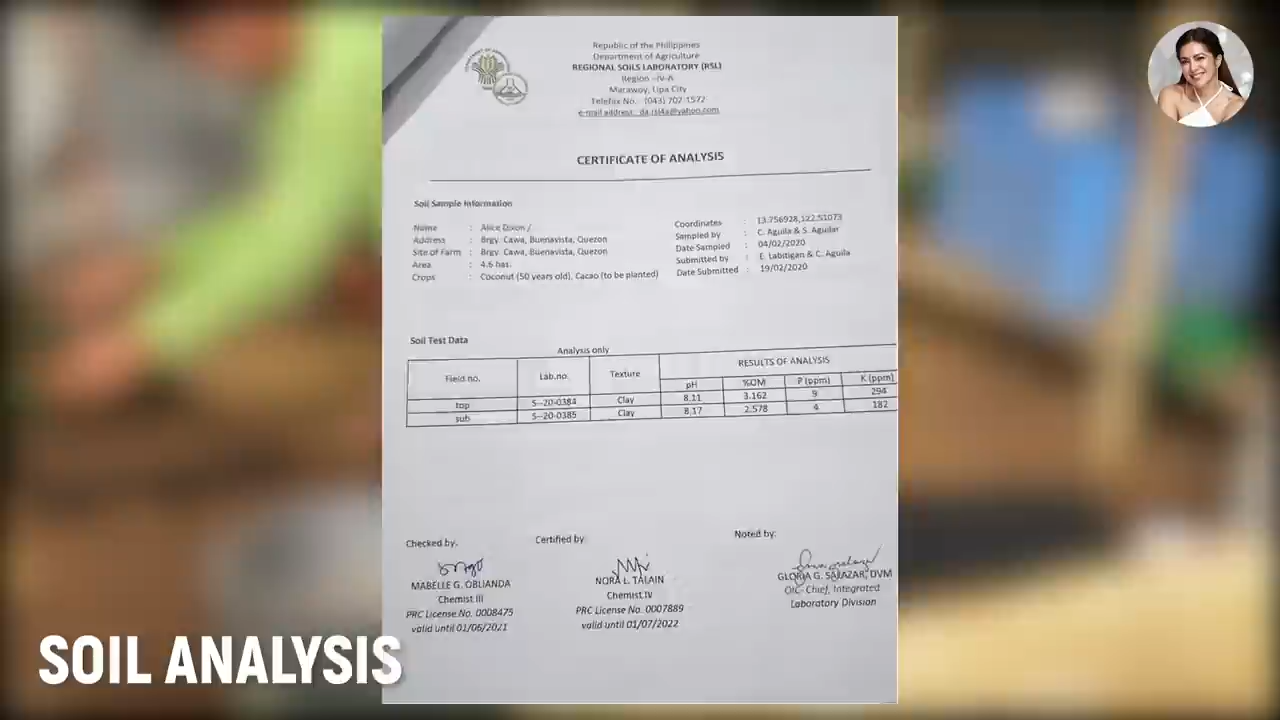 Republic of the Philippines
Department of Agriculture
REGIONAL SOILS LABORATORY (RSL)
Region -IV-A
Marawoy, Lipa City
Telefax No. (043) 702-1572
e-mail address: da.rsl4a@yahoo.com
CERTIFICATE OF ANALYSIS
Soil Sample Information
Name : Alice Dixon /
Address : Brgy. Cawa, Buenavista, Quezon
Site of Farm : Brgy. Cawa, Buenavista, Quezon
Area : 4.6 has.
Crops : Coconut (50 years old), Cacao (to be planted)
Coordinates : 13.756928,122.51073
Sampled by : C. Aguila & S. Aguilar
Date Sampled : 04/02/2020
Submitted by : E. Labitigan & C. Aguila
Date Submitted : 19/02/2020
Soil Test Data
Analysis only
Field no. Lab.no. Texture RESULTS OF ANALYSIS
pH %OM P (ppm) K (ppm)
top S--20-0384 Clay 8.11 3.162 9 294
sub S--20-0385 Clay 8.17 2.578 4 182
Checked by:
MABELLE G. OBLIANDA
Chemist III
PRC License No. 0008475
valid until 01/06/2021
Certified by:
NORA L. TALAIN
Chemist IV
PRC License No. 0007889
valid until 01/07/2022
Noted by:
GLORIA G. SALAZAR, DVM
OIC- Chief, Integrated
Laboratory Division
SOIL ANALYSIS